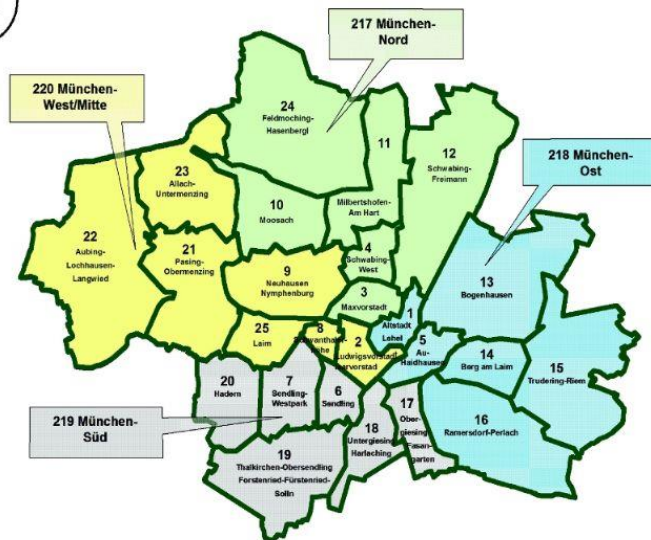 217 München-
Nord
220 München-
West/Mitte
24
Feldmoching-
Hasenbergl
11
12
Schwabing-
Freimann
218 München-
Ost
23
Allach-
Untermenzing
10
Moosach
Milbertshofen-
Am Hart
22
Aubing-
Lochhausen-
Langwied
21
Pasing-
Obermenzing
4
Schwabing-
West
9
Neuhausen
Nymphenburg
13
Bogenhausen
3
Maxvorstadt
1
Altstadt
Lehel
25
Laim
8
Schwanthaler-
höhe
2
Ludwigsvorstadt
5
Au-
Haidhausen
14
Berg am Laim
15
Trudering-Riem
20
Hadern
7
Sendling-
Westpark
6
Sendling
17
Ober
giesing-
Fasan-
garten
16
Ramersdorf-Perlach
219 München-
Süd
18
Untergiesing
Harlaching
19
Thalkirchen-Obersendling
Forstenried-Fürstenried-
Solln